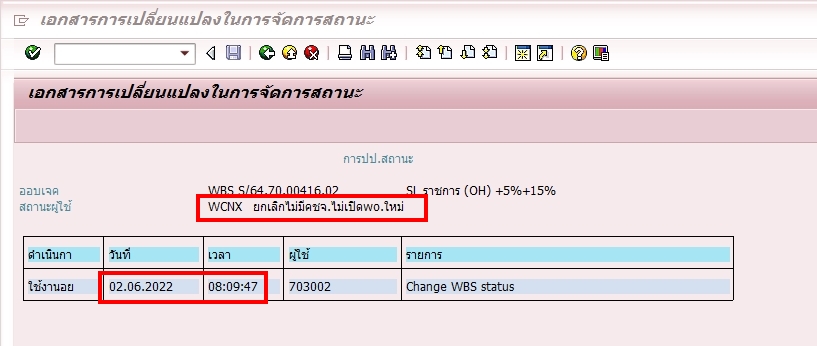 เอกสารการเปลี่ยนแปลงในการจัดการสถานะ
เอกสารการเปลี่ยนแปลงในการจัดการสถานะ
การปป.สถานะ
ออบเจค WBS S/64.70.00416.02 SL ราชการ (OH) +5%+15%
สถานะผู้ใช้ WCNX ยกเลิกไม่มีคชจ.ไม่เปิดwo.ใหม่
ดำเนินกา วันที่ เวลา ผู้ใช้ รายการ
ใช้งานอย 02.06.2022 08:09:47 703002 Change WBS status